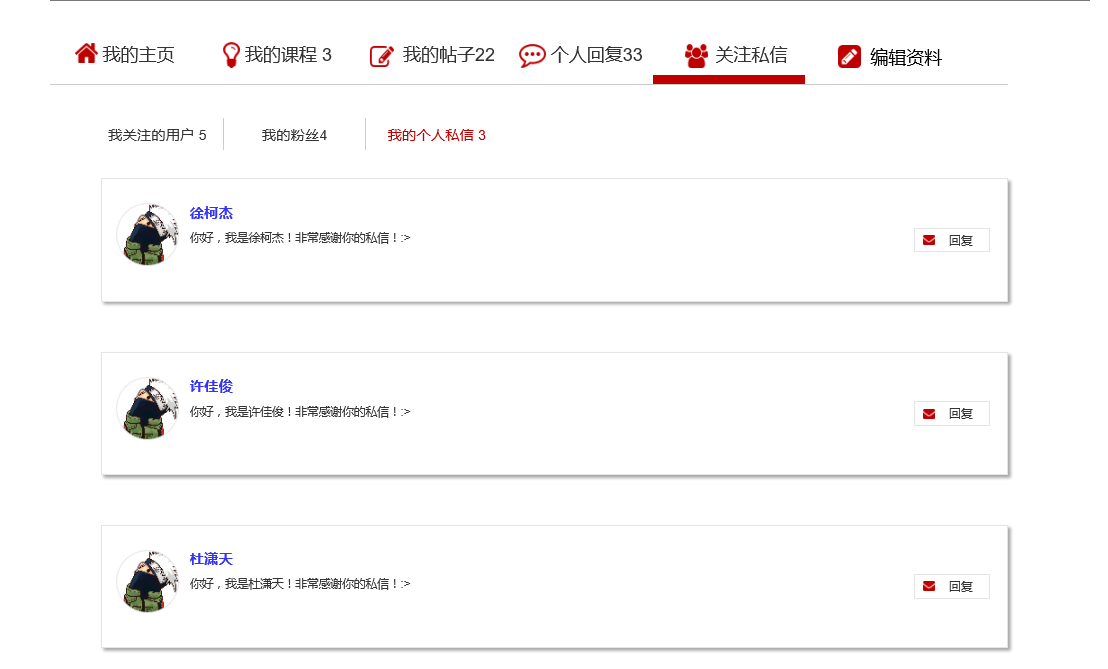 我的主页 我的课程 3 我的帖子22 个人回复33 关注私信 编辑资料
我关注的用户 5 我的粉丝4 我的个人私信 3
徐柯杰
你好，我是徐柯杰！非常感谢你的私信！:>
回复
许佳俊
你好，我是许佳俊！非常感谢你的私信！:>
回复
杜潇天
你好，我是杜潇天！非常感谢你的私信！:>
回复